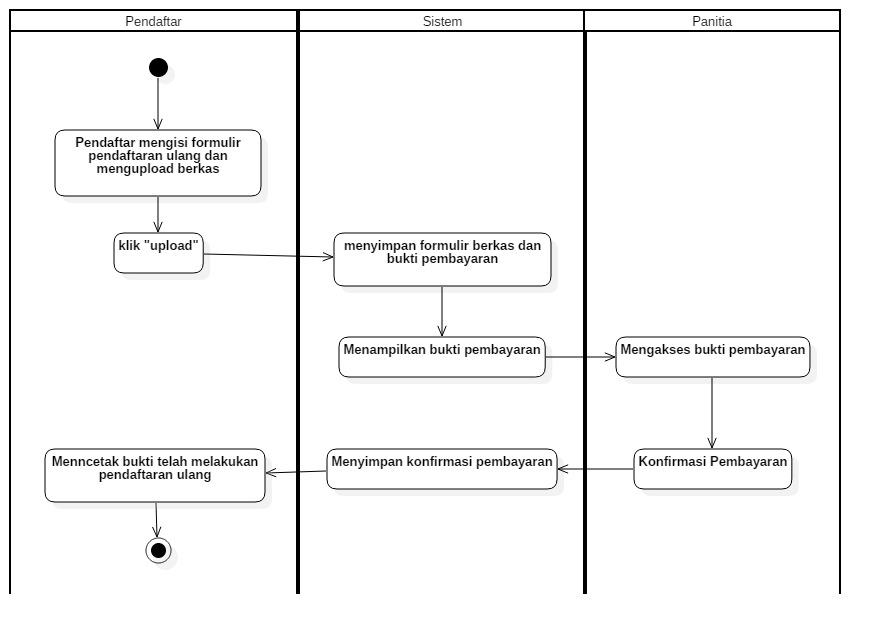 Pendaftar
Sistem
Panitia
Pendaftar mengisi formulir
pendaftaran ulang dan
mengupload berkas
klik "upload"
menyimpan formulir berkas dan
bukti pembayaran
Menampilkan bukti pembayaran
Mengakses bukti pembayaran
Konfirmasi Pembayaran
Menyimpan konfirmasi pembayaran
Menncetak bukti telah melakukan
pendaftaran ulang